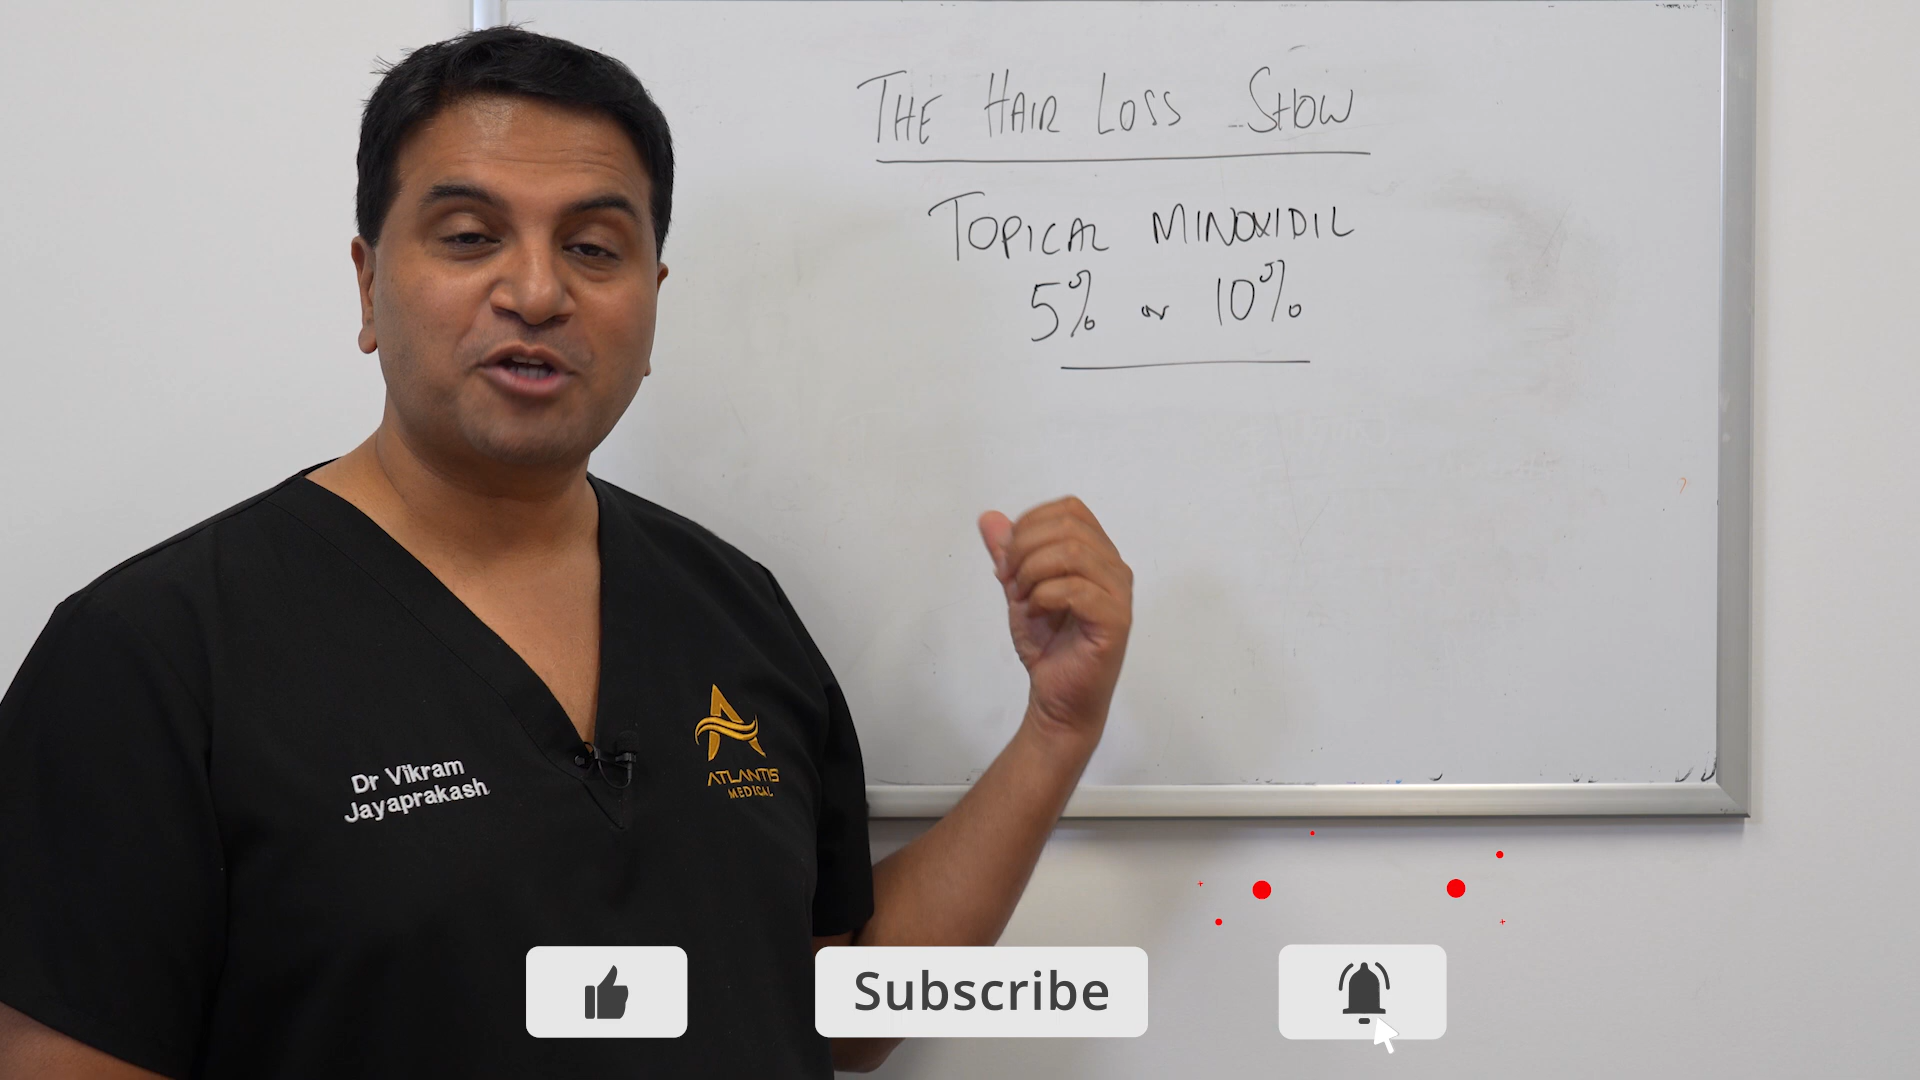 THE HAIR LOSS SHOW
TOPICAL MINOXIDIL
5% or 10%
Dr Vikram
Jayaprakash
ATLANTIS
MEDICAL
Subscribe